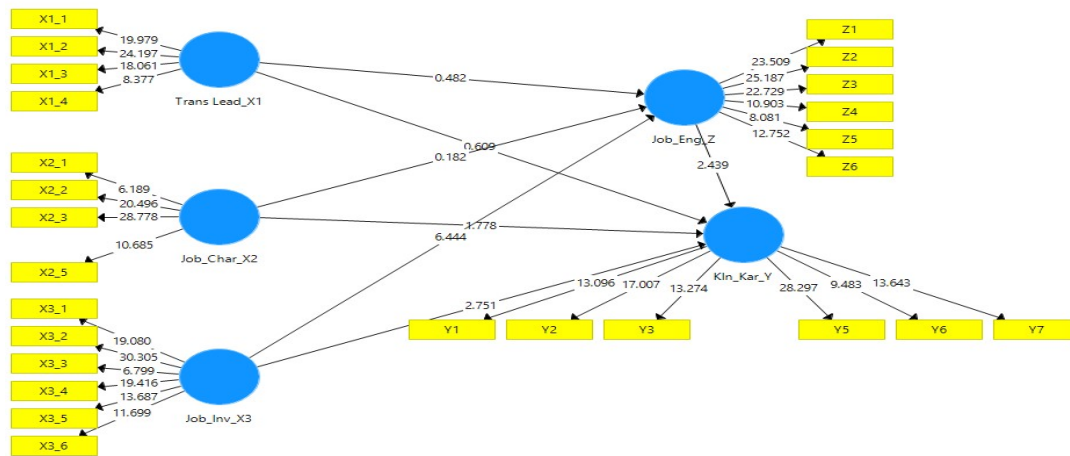 X1_1
X1_2
X1_3
X1_4
19.979
24.197
18.061
8.377
Trans Lead_X1
X2_1
X2_2
X2_3
X2_5
6.189
20.496
28.778
10.685
Job_Char_X2
X3_1
X3_2
X3_3
X3_4
X3_5
X3_6
19.080
30.305
6.799
19.416
13.687
11.699
Job_Inv_X3
0.482
0.609
0.182
1.778
6.444
2.751
2.439
Job_Eng_Z
23.509
25.187
22.729
10.903
8.081
12.752
Z1
Z2
Z3
Z4
Z5
Z6
Kln_Kar_Y
13.096
17.007
13.274
28.297
9.483
13.643
Y1
Y2
Y3
Y5
Y6
Y7